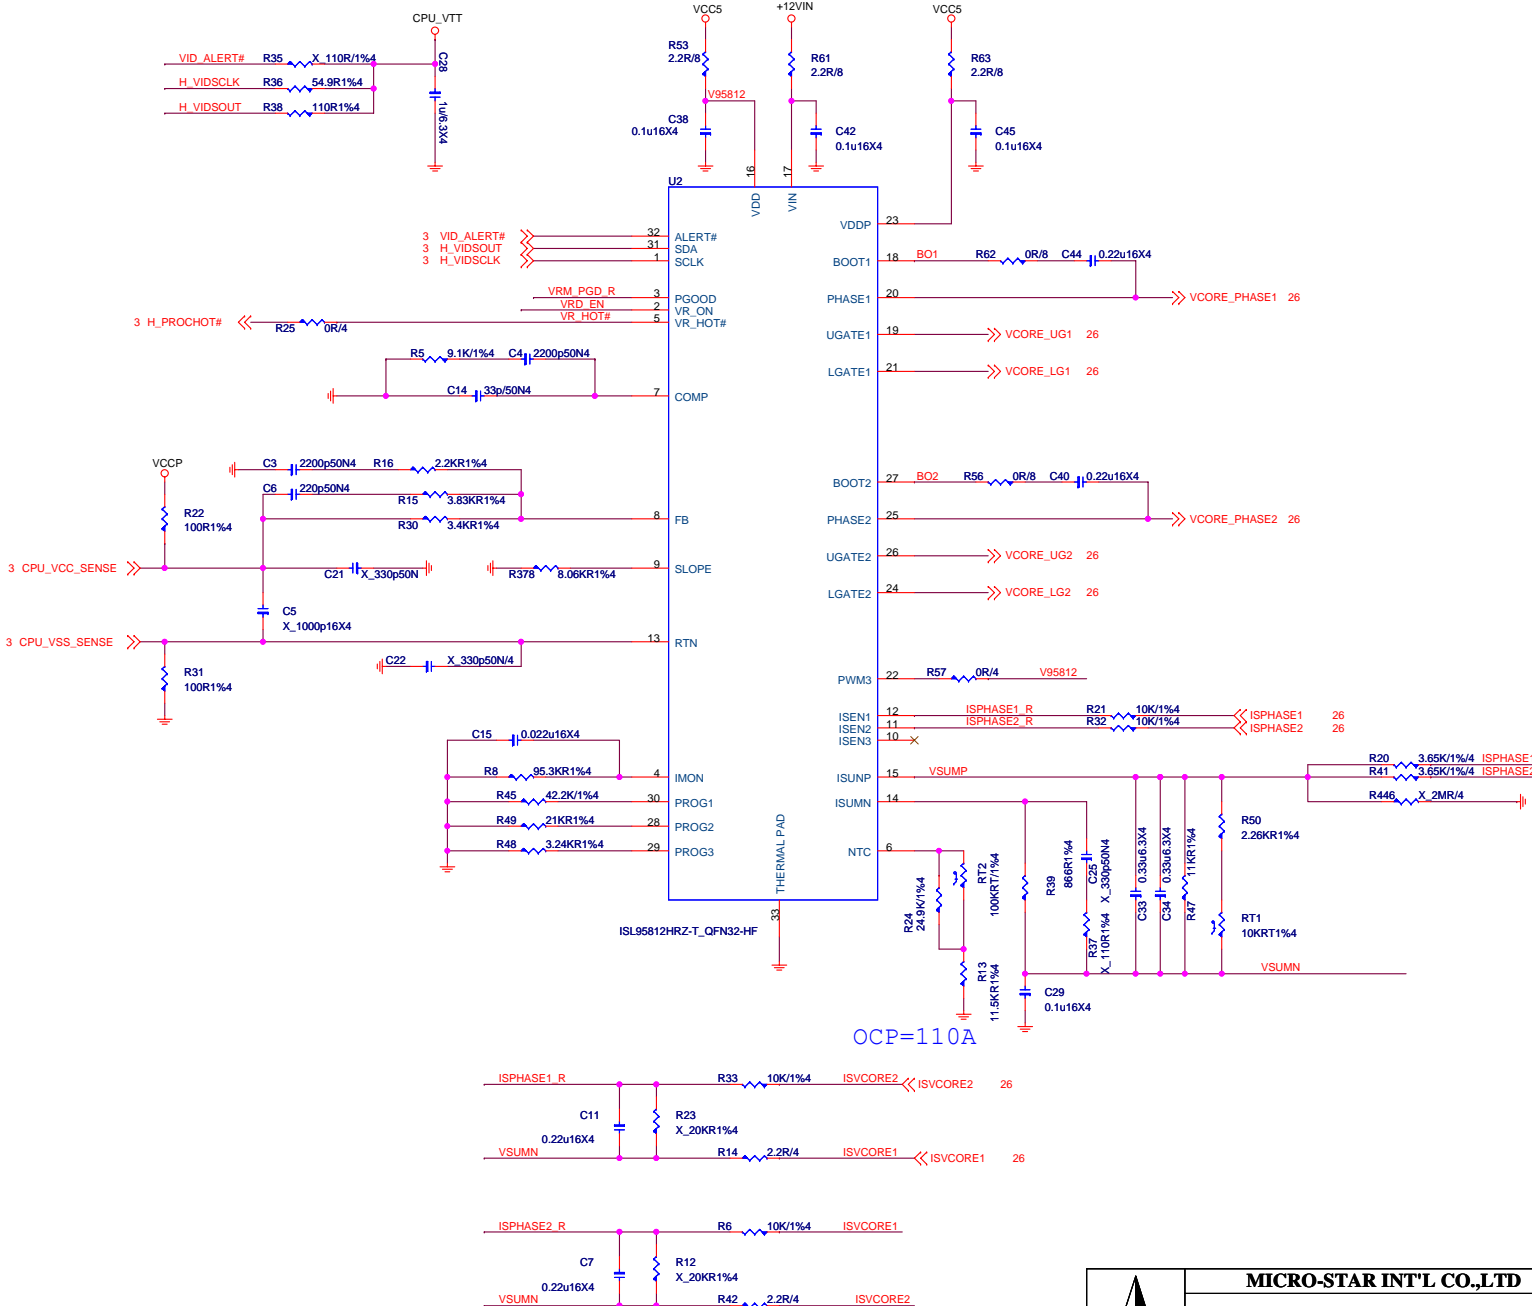 CPU_VTT
VCC5
+12VIN
VCC5
VID_ALERT# R35 X_110R/1%4
H_VIDSCLK R36 54.9R1%4
H_VIDSOUT R38 110R1%4
C28
1u/6.3X4
R53
2.2R/8
R61
2.2R/8
R63
2.2R/8
V95812
C38
0.1u16X4
C42
0.1u16X4
C45
0.1u16X4
U2
16
17
VDD
VIN
VDDP 23
3 VID_ALERT# 32 ALERT#
3 H_VIDSOUT 31 SDA
3 H_VIDSCLK 1 SCLK
BOOT1 18 BO1 R62 0R/8 C44 0.22u16X4
VRM_PGD_R 3 PGOOD
VRD_EN 2 VR_ON
VR_HOT# 5 VR_HOT#
3 H_PROCHOT# R25 0R/4
PHASE1 20 VCORE_PHASE1 26
UGATE1 19 VCORE_UG1 26
LGATE1 21 VCORE_LG1 26
R5 9.1K/1%4 C4 2200p50N4
C14 33p/50N4 7 COMP
VCCP
C3 2200p50N4 R16 2.2KR1%4
C6 220p50N4 R15 3.83KR1%4
R22
100R1%4
R30 3.4KR1%4 8 FB
BOOT2 27 BO2 R56 0R/8 C40 0.22u16X4
PHASE2 25 VCORE_PHASE2 26
UGATE2 26 VCORE_UG2 26
LGATE2 24 VCORE_LG2 26
3 CPU_VCC_SENSE C21 X_330p50N R378 8.06KR1%4 9 SLOPE
C5
X_1000p16X4
3 CPU_VSS_SENSE 13 RTN
C22 X_330p50N/4
R31
100R1%4
PWM3 22 R57 0R/4 V95812
ISEN1 12 ISPHASE1_R R21 10K/1%4 ISPHASE1 26
ISEN2 11 ISPHASE2_R R32 10K/1%4 ISPHASE2 26
ISEN3 10
C15 0.022u16X4
R8 95.3KR1%4 4 IMON
R45 42.2K/1%4 30 PROG1
R49 21KR1%4 28 PROG2
R48 3.24KR1%4 29 PROG3
ISUNP 15 VSUMP
ISUMN 14
NTC 6
R20 3.65K/1%/4 ISPHASE1
R41 3.65K/1%/4 ISPHASE2
R446 X_2MR/4
R50
2.26KR1%4
THERMAL PAD
33
ISL95812HRZ-T_QFN32-HF
R24
24.9K/1%4
RT2
100KRT/1%4
R13
11.5KR1%4
R39
866R1%4
C25
X_330p50N4
R37
X_110R1%4
C33
0.33u6.3X4
C34
0.33u6.3X4
R47
11KR1%4
RT1
10KRT1%4
VSUMN
C29
0.1u16X4
OCP=110A
ISPHASE1_R R33 10K/1%4 ISVCORE2 ISVCORE2 26
C11
0.22u16X4
R23
X_20KR1%4
VSUMN R14 2.2R/4 ISVCORE1 ISVCORE1 26
ISPHASE2_R R6 10K/1%4 ISVCORE1
C7
0.22u16X4
R12
X_20KR1%4
VSUMN R42 2.2R/4 ISVCORE2
MICRO-STAR INT'L CO.,LTD